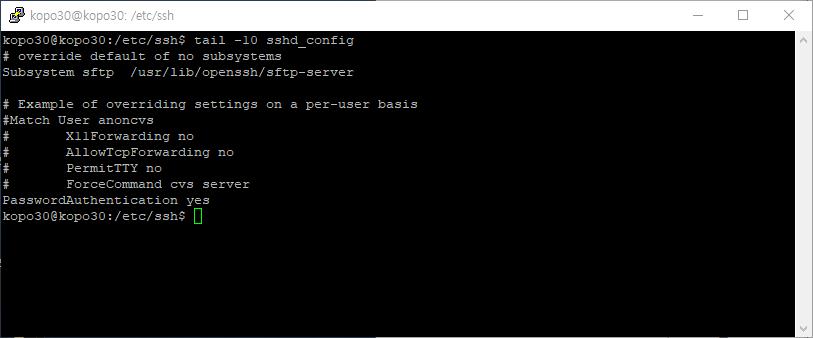 kopo30@kopo30: /etc/ssh
kopo30@kopo30:/etc/ssh$ tail -10 sshd_config
# override default of no subsystems
Subsystem sftp  /usr/lib/openssh/sftp-server

# Example of overriding settings on a per-user basis
#Match User anoncvs
#       X11Forwarding no
#       AllowTcpForwarding no
#       PermitTTY no
#       ForceCommand cvs server
PasswordAuthentication yes
kopo30@kopo30:/etc/ssh$